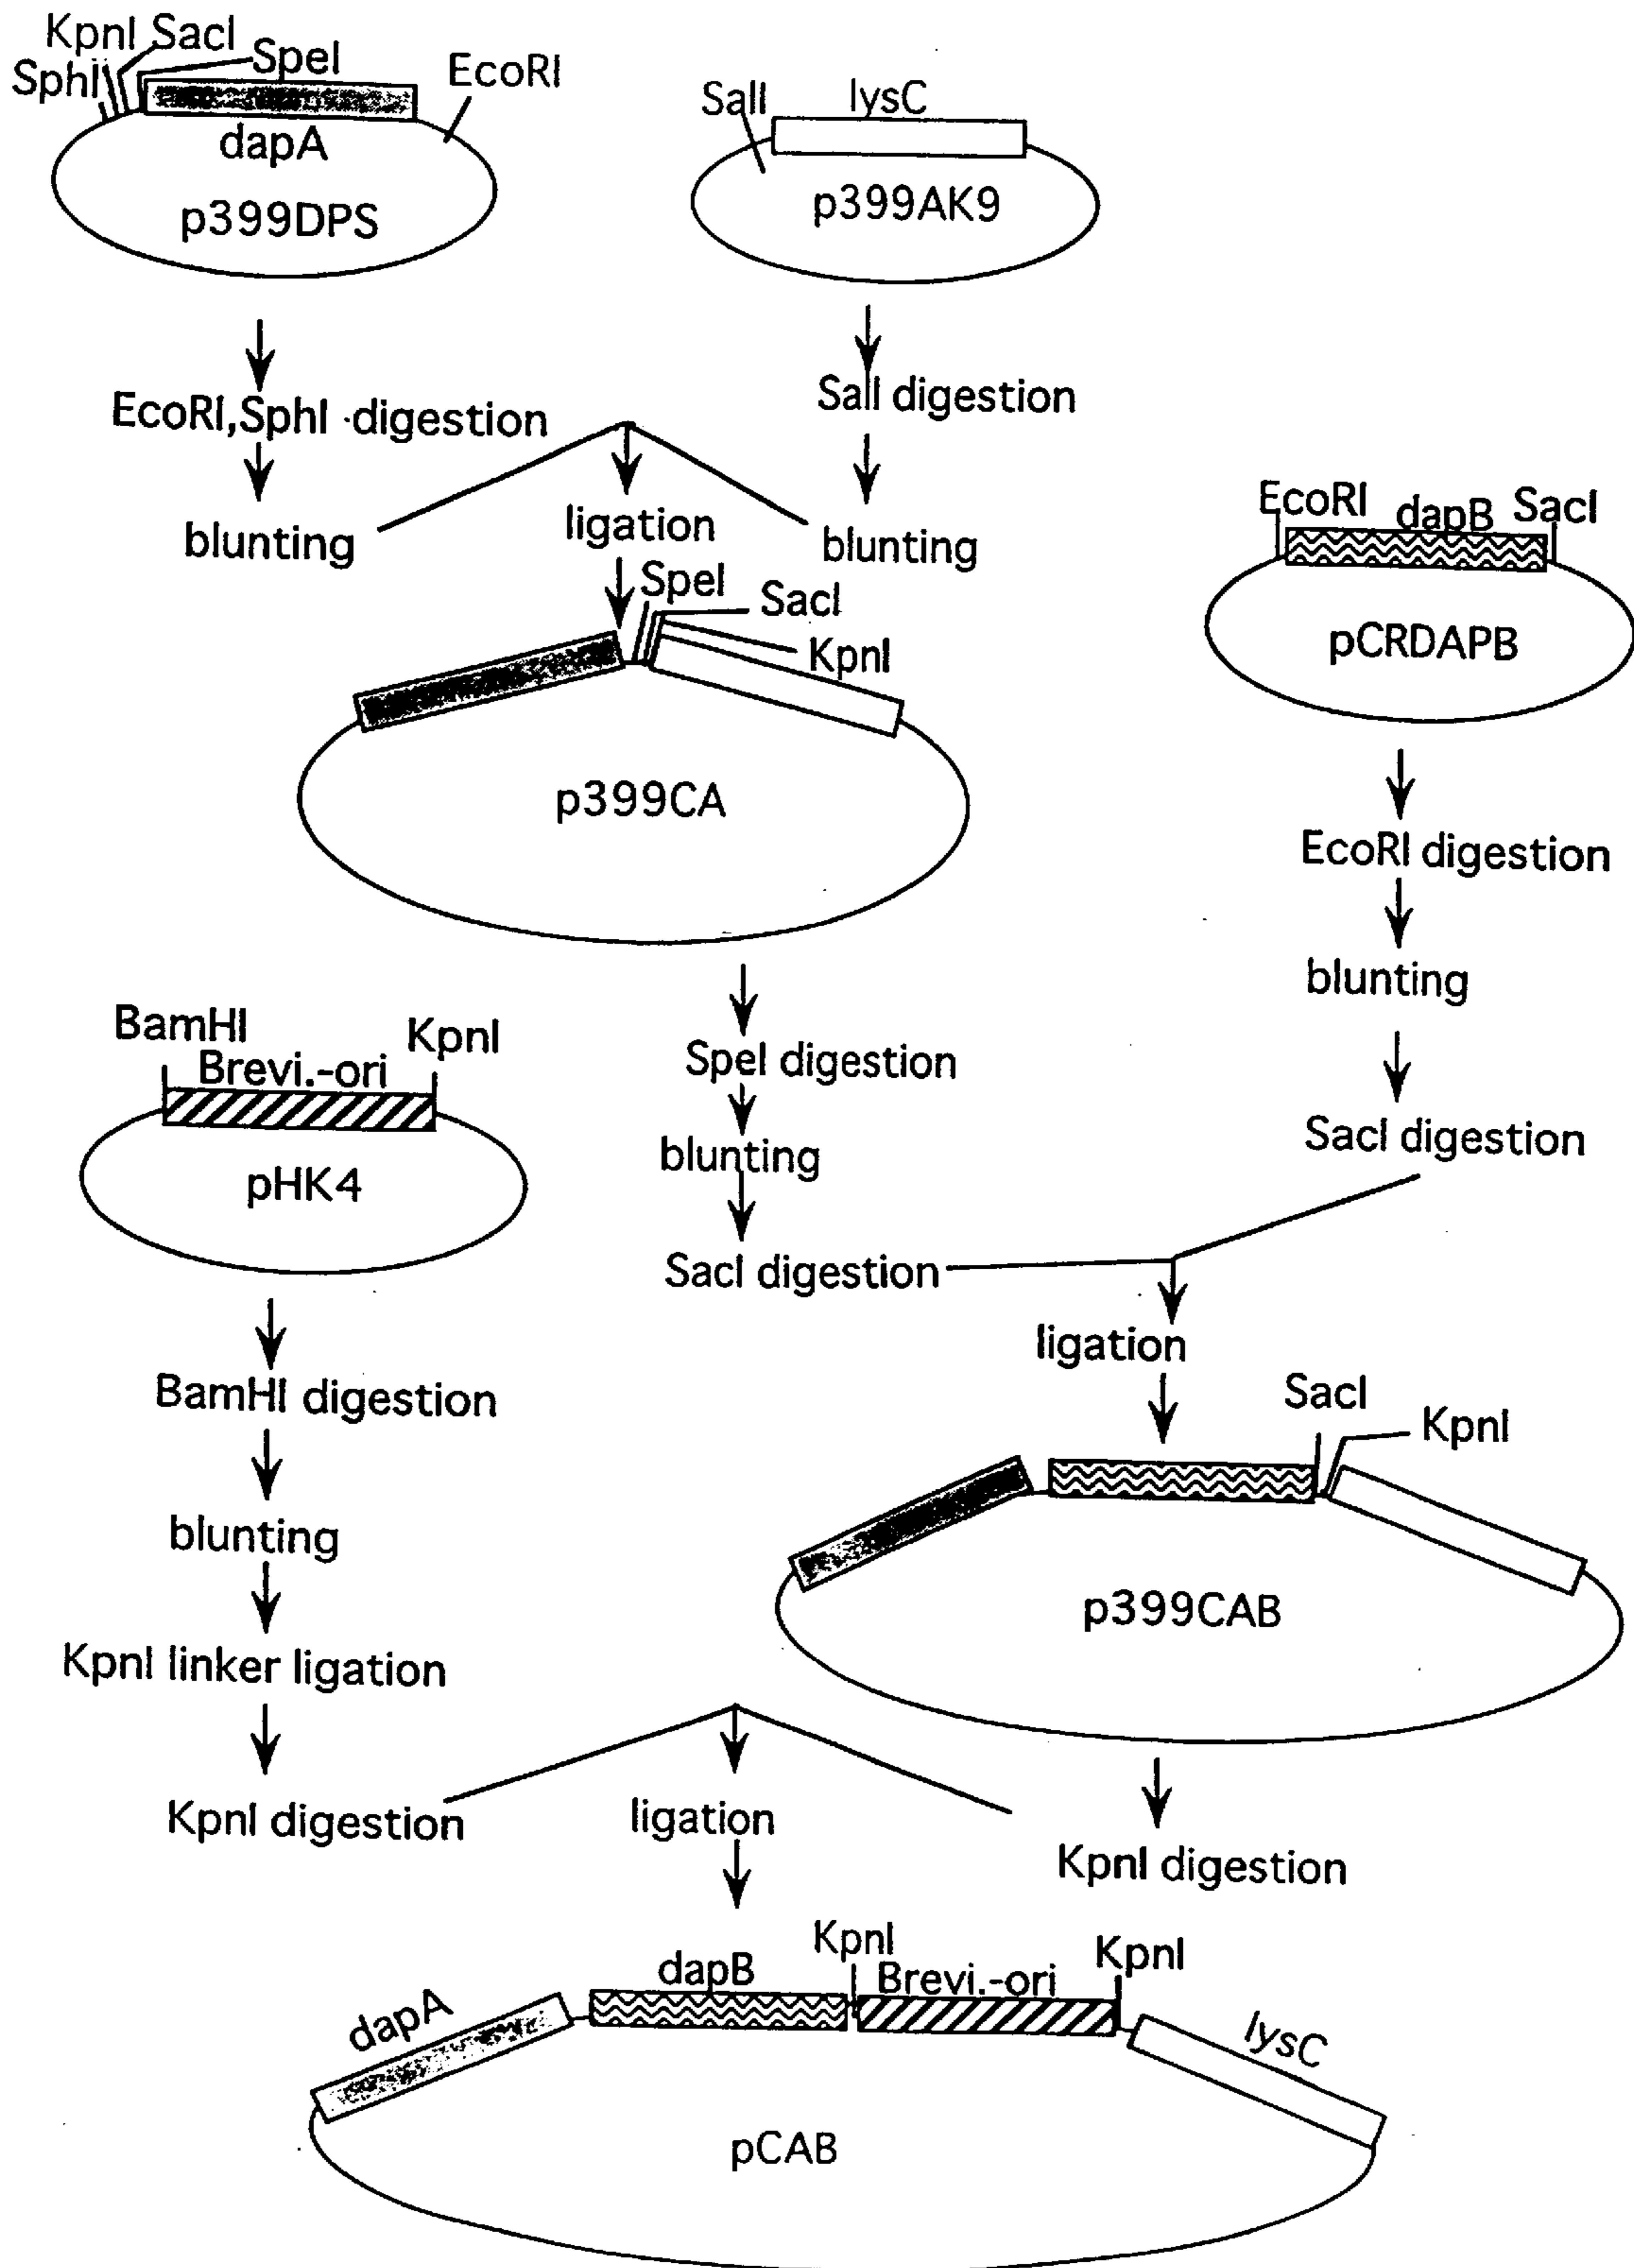 KpnI SacI
SphI
SpeI
EcoRI
dapA
p399DPS
SalI
lysC
p399AK9
EcoRI,SphI digestion
SalI digestion
blunting
ligation
blunting
EcoRI dapB SacI
pCRDAPB
SpeI
SacI
KpnI
p399CA
EcoRI digestion
blunting
SacI digestion
BamHI
KpnI
Brevi.-ori
pHK4
SpeI digestion
blunting
SacI digestion
ligation
BamHI digestion
blunting
KpnI linker ligation
KpnI digestion
SacI
KpnI
p399CAB
ligation
KpnI digestion
dapA
dapB
KpnI
Brevi.-ori
KpnI
lysC
pCAB